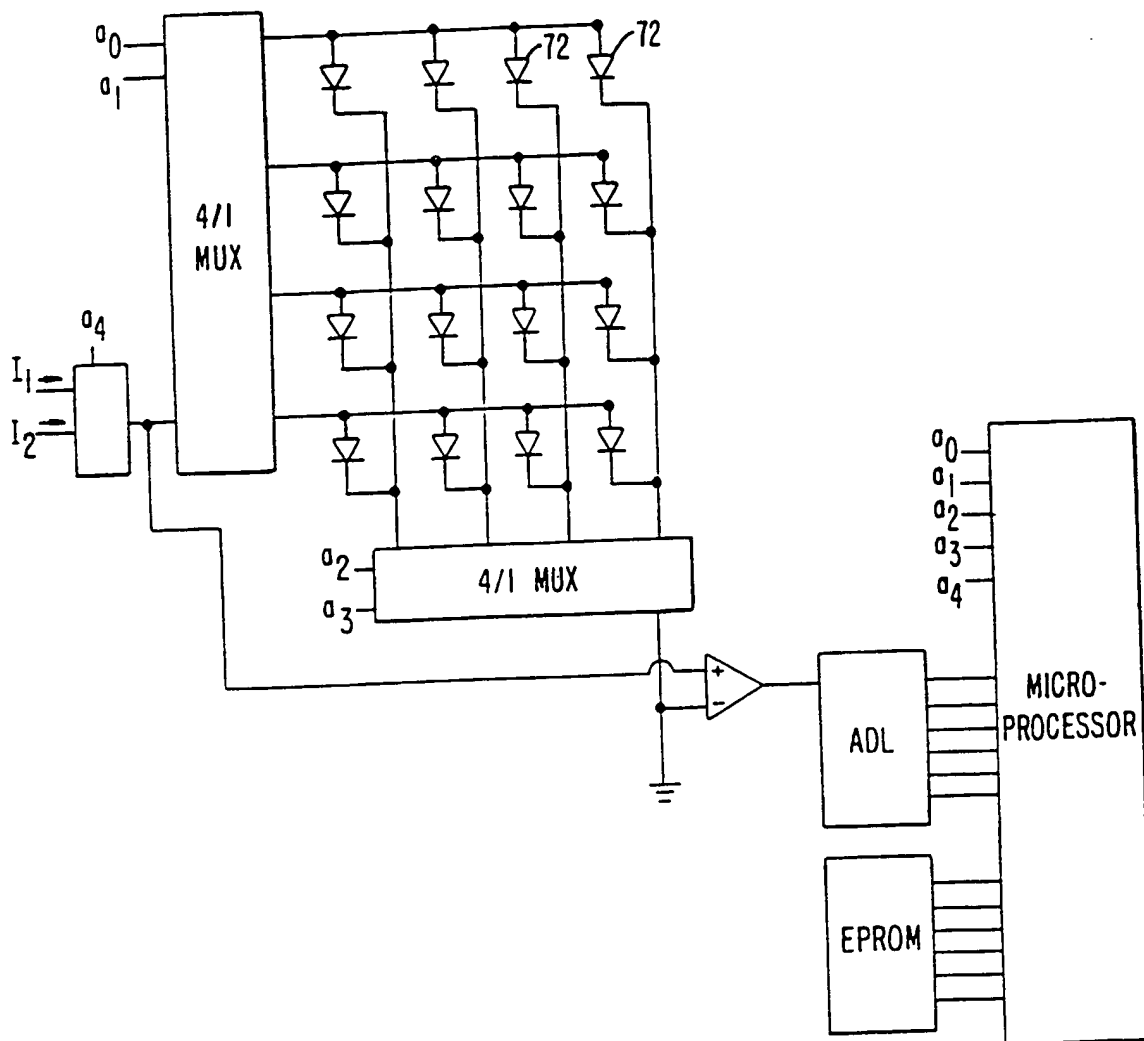 a0
a1
72
72
4/1
MUX
a4
I1
I2
a0
a1
a2
a3
a4
a2
a3
4/1 MUX
+
−
ADL
MICRO-
PROCESSOR
EPROM